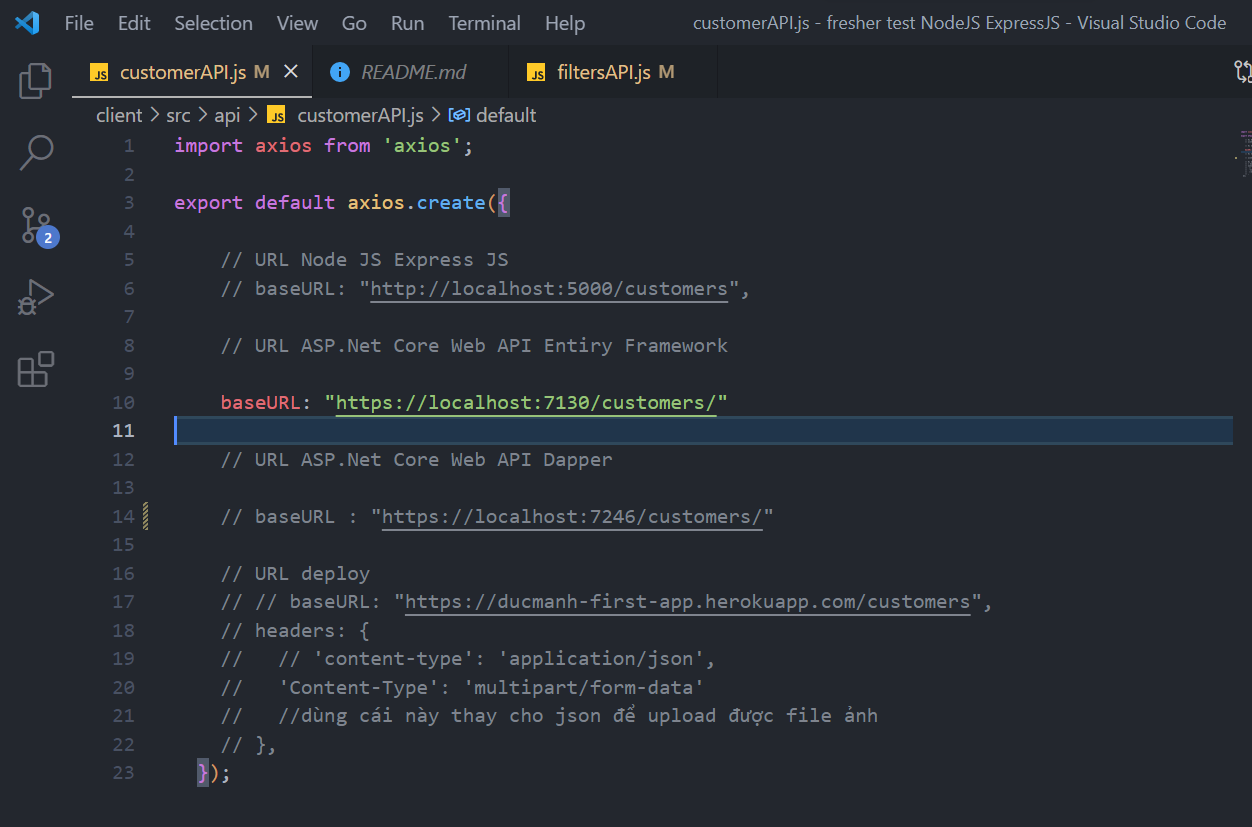 File Edit Selection View Go Run Terminal Help customerAPI.js - fresher test NodeJS ExpressJS - Visual Studio Code
JS customerAPI.js M README.md JS filtersAPI.js M
client > src > api > JS customerAPI.js > default
1 import axios from 'axios';
2
3 export default axios.create({
4
5 // URL Node JS Express JS
6 // baseURL: "http://localhost:5000/customers",
7
8 // URL ASP.Net Core Web API Entiry Framework
9
10 baseURL: "https://localhost:7130/customers/"
11
12 // URL ASP.Net Core Web API Dapper
13
14 // baseURL : "https://localhost:7246/customers/"
15
16 // URL deploy
17 // // baseURL: "https://ducmanh-first-app.herokuapp.com/customers",
18 // headers: {
19 //   // 'content-type': 'application/json',
20 //   'Content-Type': 'multipart/form-data'
21 //   //dùng cái này thay cho json để upload được file ảnh
22 // },
23 });
2